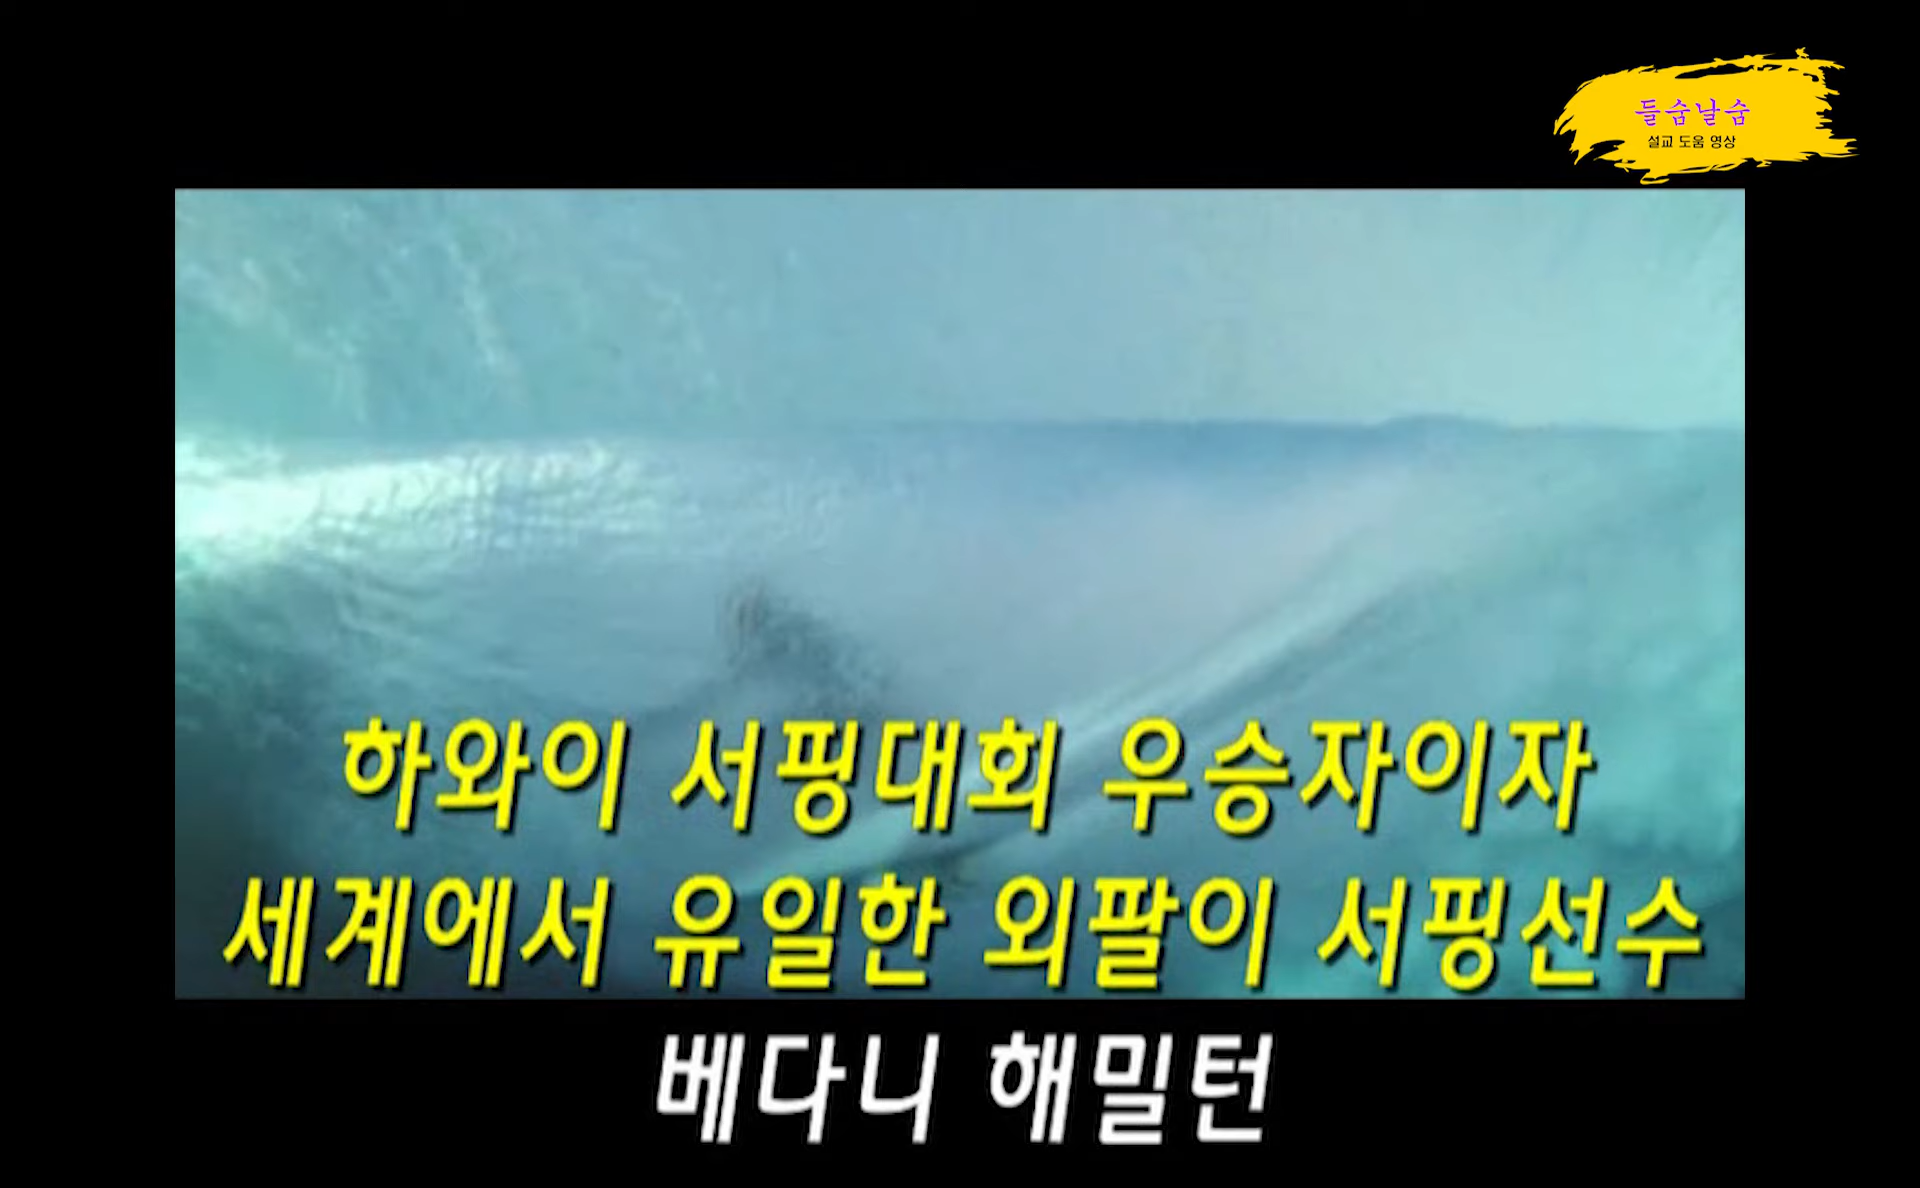 들숨날숨
설교 도움 영상
하와이 서핑대회 우승자이자
세계에서 유일한 외팔이 서핑선수
베다니 해밀턴